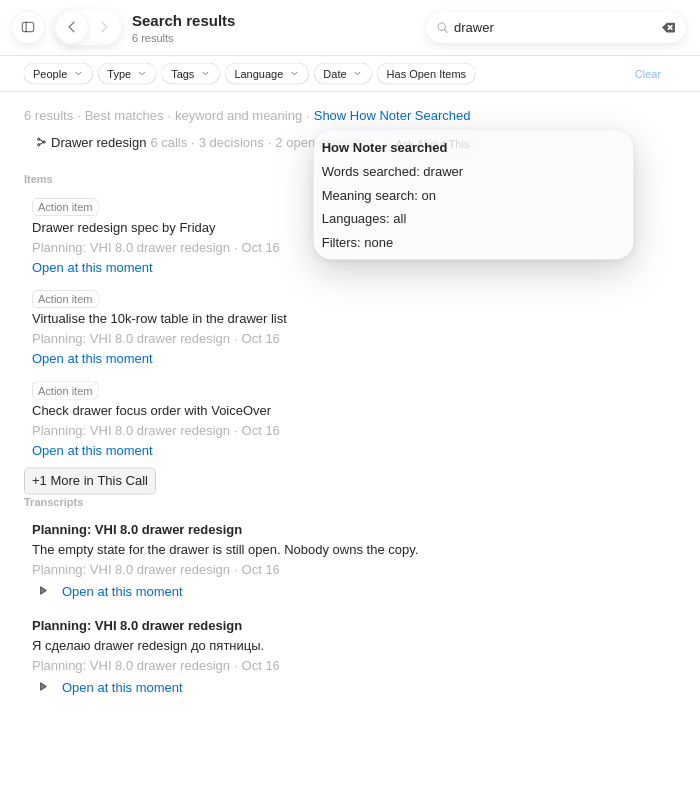 Search results
6 results
drawer
People
Type
Tags
Language
Date
Has Open Items
Clear
6 results · Best matches · keyword and meaning · Show How Noter Searched
Drawer redesign 6 calls · 3 decisions · 2 open
This
How Noter searched
Words searched: drawer
Meaning search: on
Languages: all
Filters: none
Items
Action item
Drawer redesign spec by Friday
Planning: VHI 8.0 drawer redesign · Oct 16
Open at this moment
Action item
Virtualise the 10k-row table in the drawer list
Planning: VHI 8.0 drawer redesign · Oct 16
Open at this moment
Action item
Check drawer focus order with VoiceOver
Planning: VHI 8.0 drawer redesign · Oct 16
Open at this moment
+1 More in This Call
Transcripts
Planning: VHI 8.0 drawer redesign
The empty state for the drawer is still open. Nobody owns the copy.
Planning: VHI 8.0 drawer redesign · Oct 16
Open at this moment
Planning: VHI 8.0 drawer redesign
Я сделаю drawer redesign до пятницы.
Planning: VHI 8.0 drawer redesign · Oct 16
Open at this moment